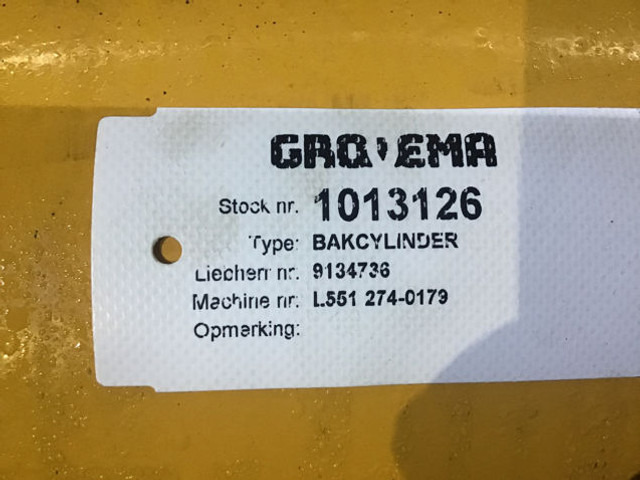 GROVEMA
Stock nr. 1013126
Type: BAKCYLINDER
Liebherr nr. 9134736
Machine nr: L551 274-0179
Opmerking: